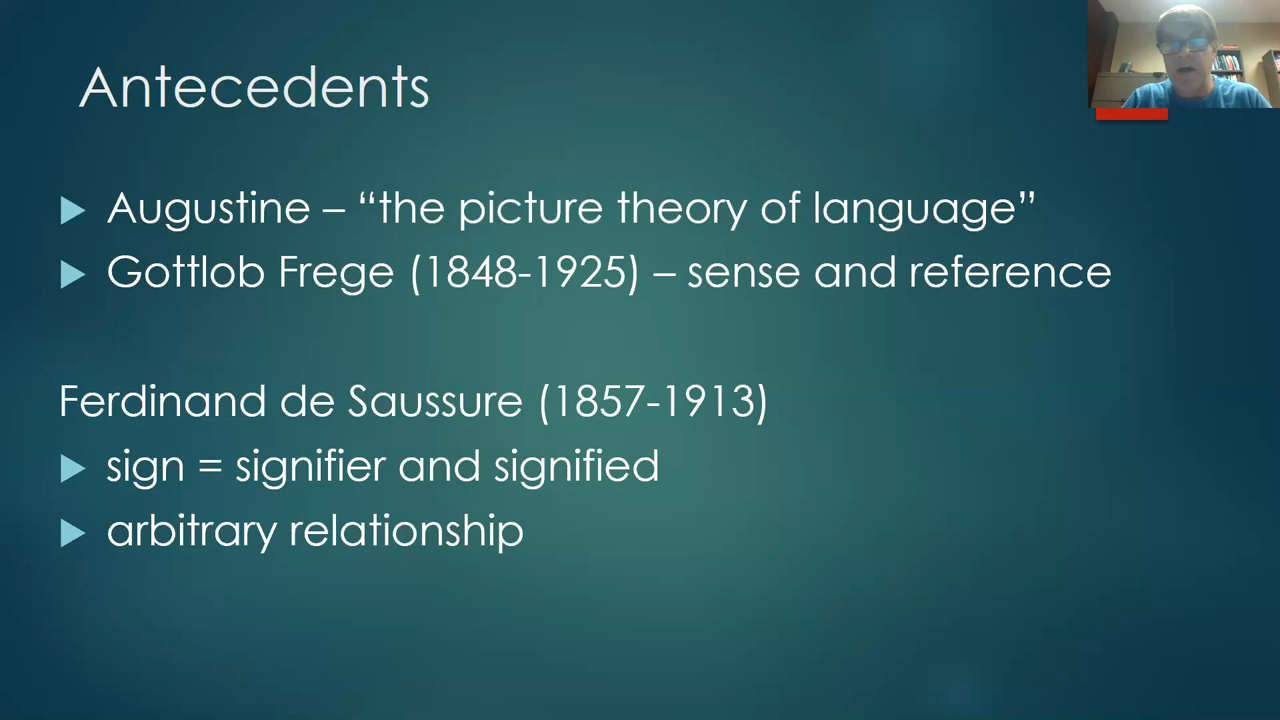 Antecedents
Augustine – “the picture theory of language”
Gottlob Frege (1848-1925) – sense and reference
Ferdinand de Saussure (1857-1913)
sign = signifier and signified
arbitrary relationship